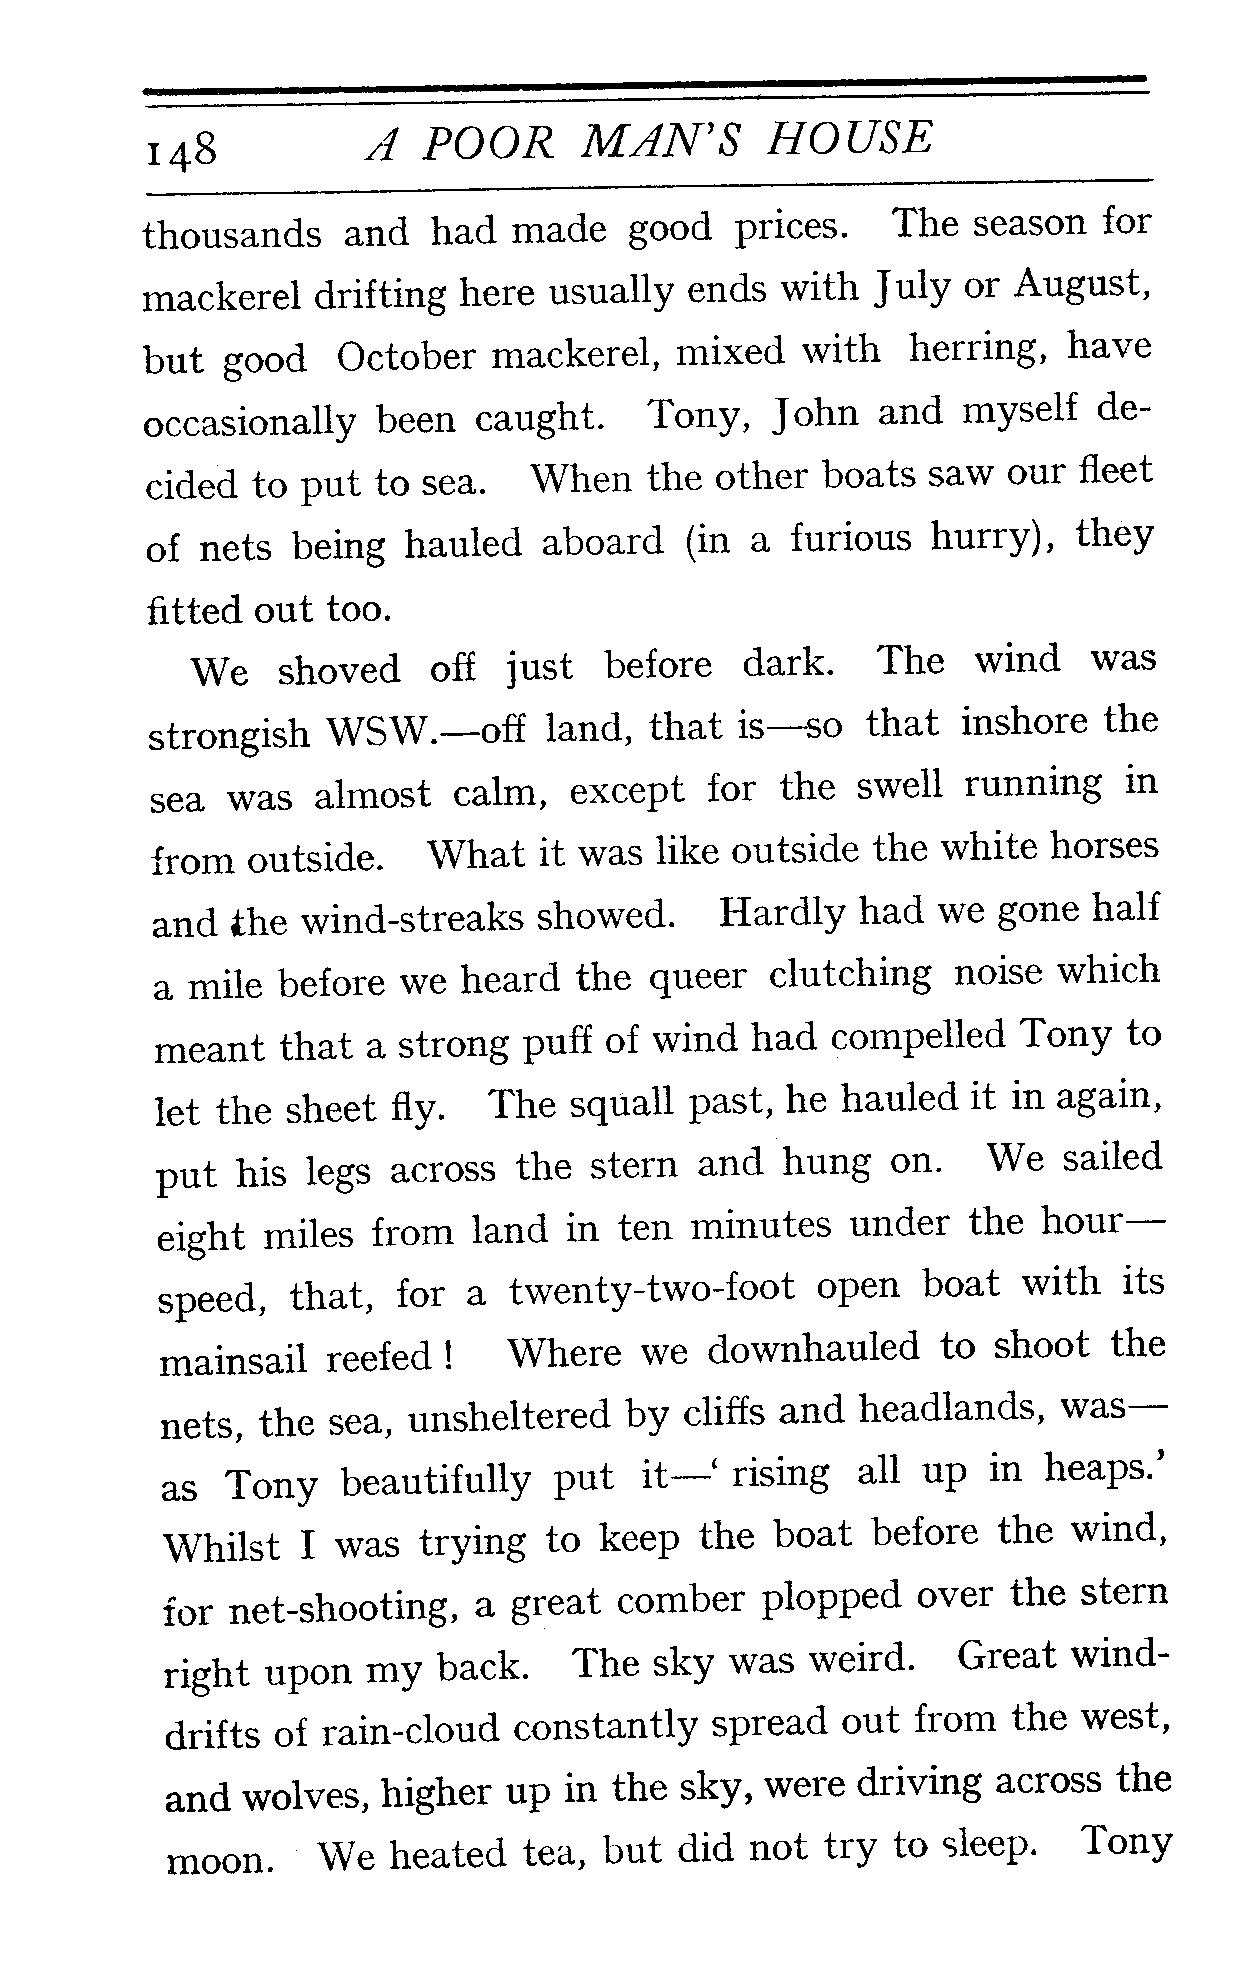 148 A POOR MAN'S HOUSE
thousands and had made good prices. The season for
mackerel drifting here usually ends with July or August,
but good October mackerel, mixed with herring, have
occasionally been caught. Tony, John and myself de-
cided to put to sea. When the other boats saw our fleet
of nets being hauled aboard (in a furious hurry), they
fitted out too.
We shoved off just before dark. The wind was
strongish WSW.—off land, that is—so that inshore the
sea was almost calm, except for the swell running in
from outside. What it was like outside the white horses
and the wind-streaks showed. Hardly had we gone half
a mile before we heard the queer clutching noise which
meant that a strong puff of wind had compelled Tony to
let the sheet fly. The squall past, he hauled it in again,
put his legs across the stern and hung on. We sailed
eight miles from land in ten minutes under the hour—
speed, that, for a twenty-two-foot open boat with its
mainsail reefed! Where we downhauled to shoot the
nets, the sea, unsheltered by cliffs and headlands, was—
as Tony beautifully put it—‘rising all up in heaps.’
Whilst I was trying to keep the boat before the wind,
for net-shooting, a great comber plopped over the stern
right upon my back. The sky was weird. Great wind-
drifts of rain-cloud constantly spread out from the west,
and wolves, higher up in the sky, were driving across the
moon. We heated tea, but did not try to sleep. Tony